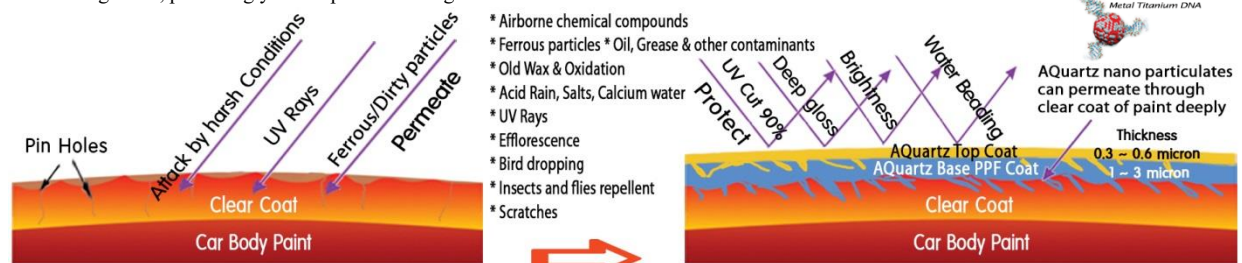 Metal Titanium DNA
Pin Holes
Attack by harsh Conditions
UV Rays
Ferrous/Dirty particles
Permeate
Clear Coat
Car Body Paint
* Airborne chemical compounds
* Ferrous particles * Oil, Grease & other contaminants
* Old Wax & Oxidation
* Acid Rain, Salts, Calcium water
* UV Rays
* Efflorescence
* Bird dropping
* Insects and flies repellent
* Scratches
Protect
UV Cut 90%
Deep gloss
Brightness
Water Beading
AQuartz nano particulates
can permeate through
clear coat of paint deeply
Thickness
0.3 ~ 0.6 micron
1 ~ 3 micron
AQuartz Top Coat
AQuartz Base PPF Coat
Clear Coat
Car Body Paint